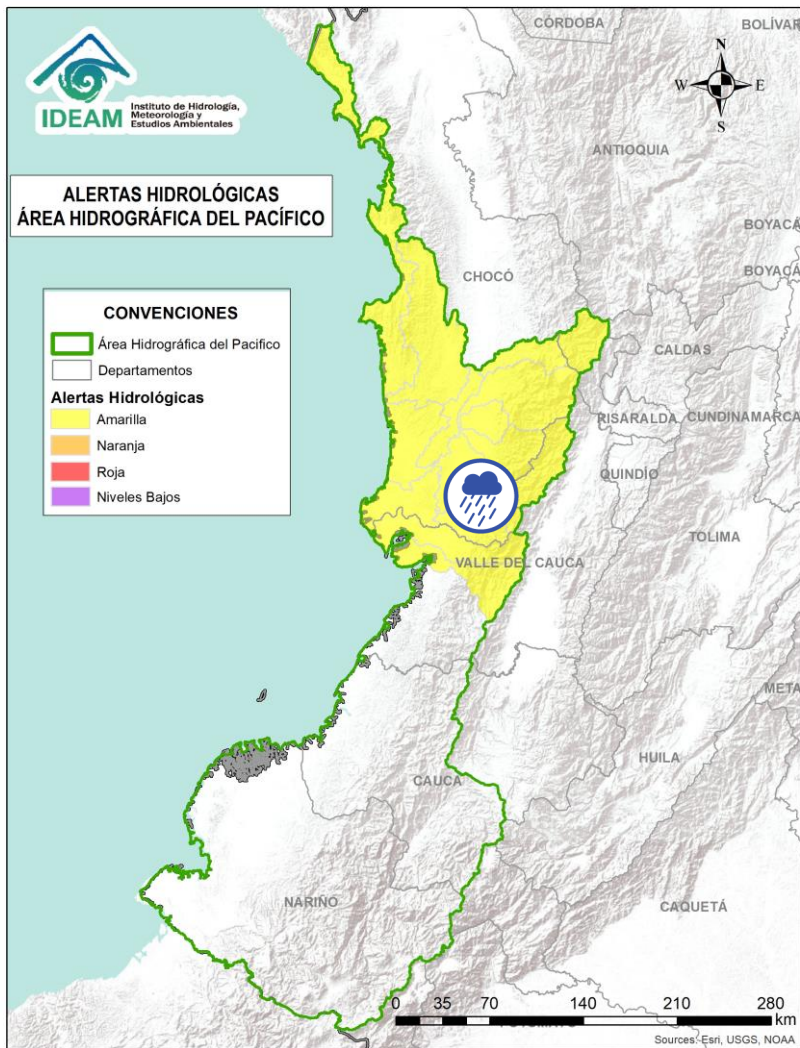 CÓRDOBA
BOLÍVAR
N
W
E
S
IDEAM
Instituto de Hidrología,
Meteorología y
Estudios Ambientales
ANTIOQUIA
ALERTAS HIDROLÓGICAS
ÁREA HIDROGRÁFICA DEL PACÍFICO
BOYACÁ
BOYACÁ
CHOCÓ
CONVENCIONES
Área Hidrográfica del Pacifico
Departamentos
Alertas Hidrológicas
Amarilla
Naranja
Roja
Niveles Bajos
CALDAS
RISARALDA
CUNDINAMARCA
QUINDÍO
TOLIMA
VALLE DEL CAUCA
META
HUILA
CAUCA
NARIÑO
CAQUETÁ
0 35 70 140 210 280
km
Sources: Esri, USGS, NOAA